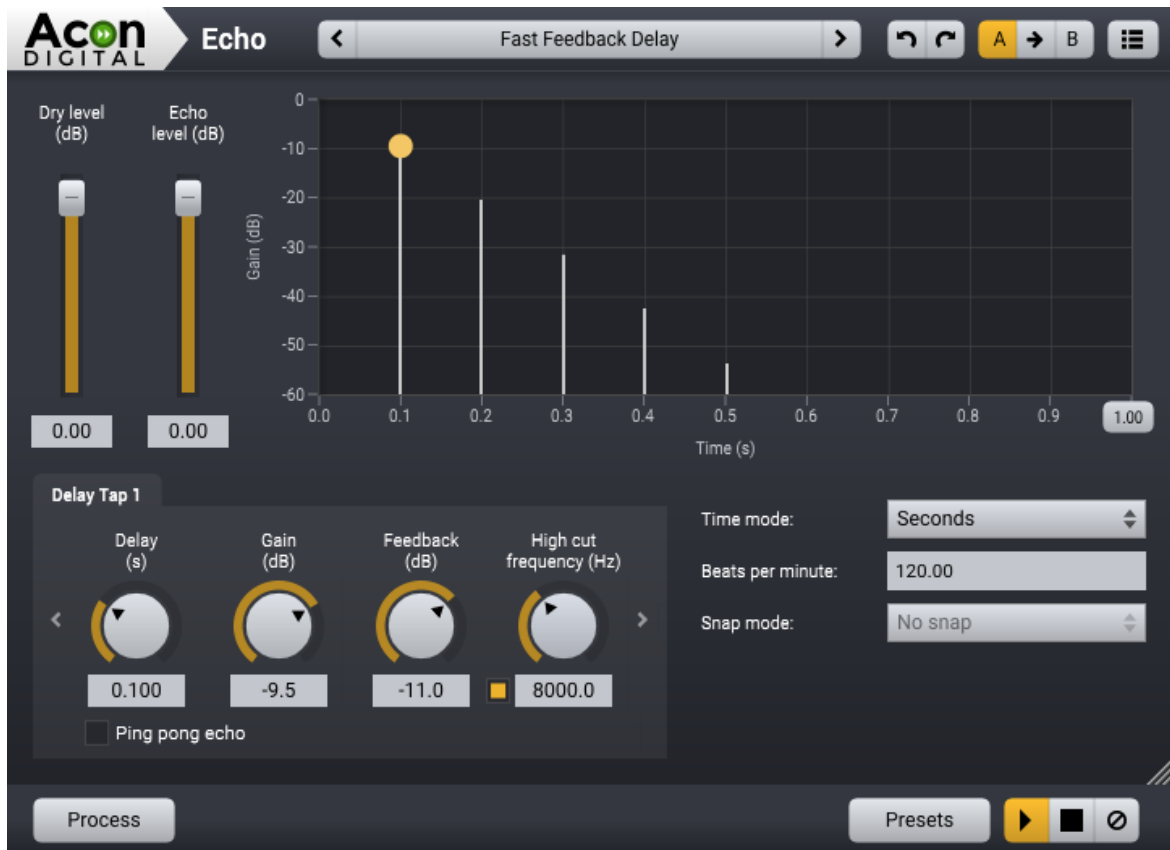 Acon
DIGITAL
Echo
Fast Feedback Delay
A
B
Dry level
(dB)
Echo
level (dB)
0.00
0.00
Gain (dB)
0
-10
-20
-30
-40
-50
-60
0.0
0.1
0.2
0.3
0.4
0.5
0.6
0.7
0.8
0.9
1.00
Time (s)
Delay Tap 1
Delay
(s)
Gain
(dB)
Feedback
(dB)
High cut
frequency (Hz)
0.100
-9.5
-11.0
8000.0
Ping pong echo
Time mode:
Seconds
Beats per minute:
120.00
Snap mode:
No snap
Process
Presets